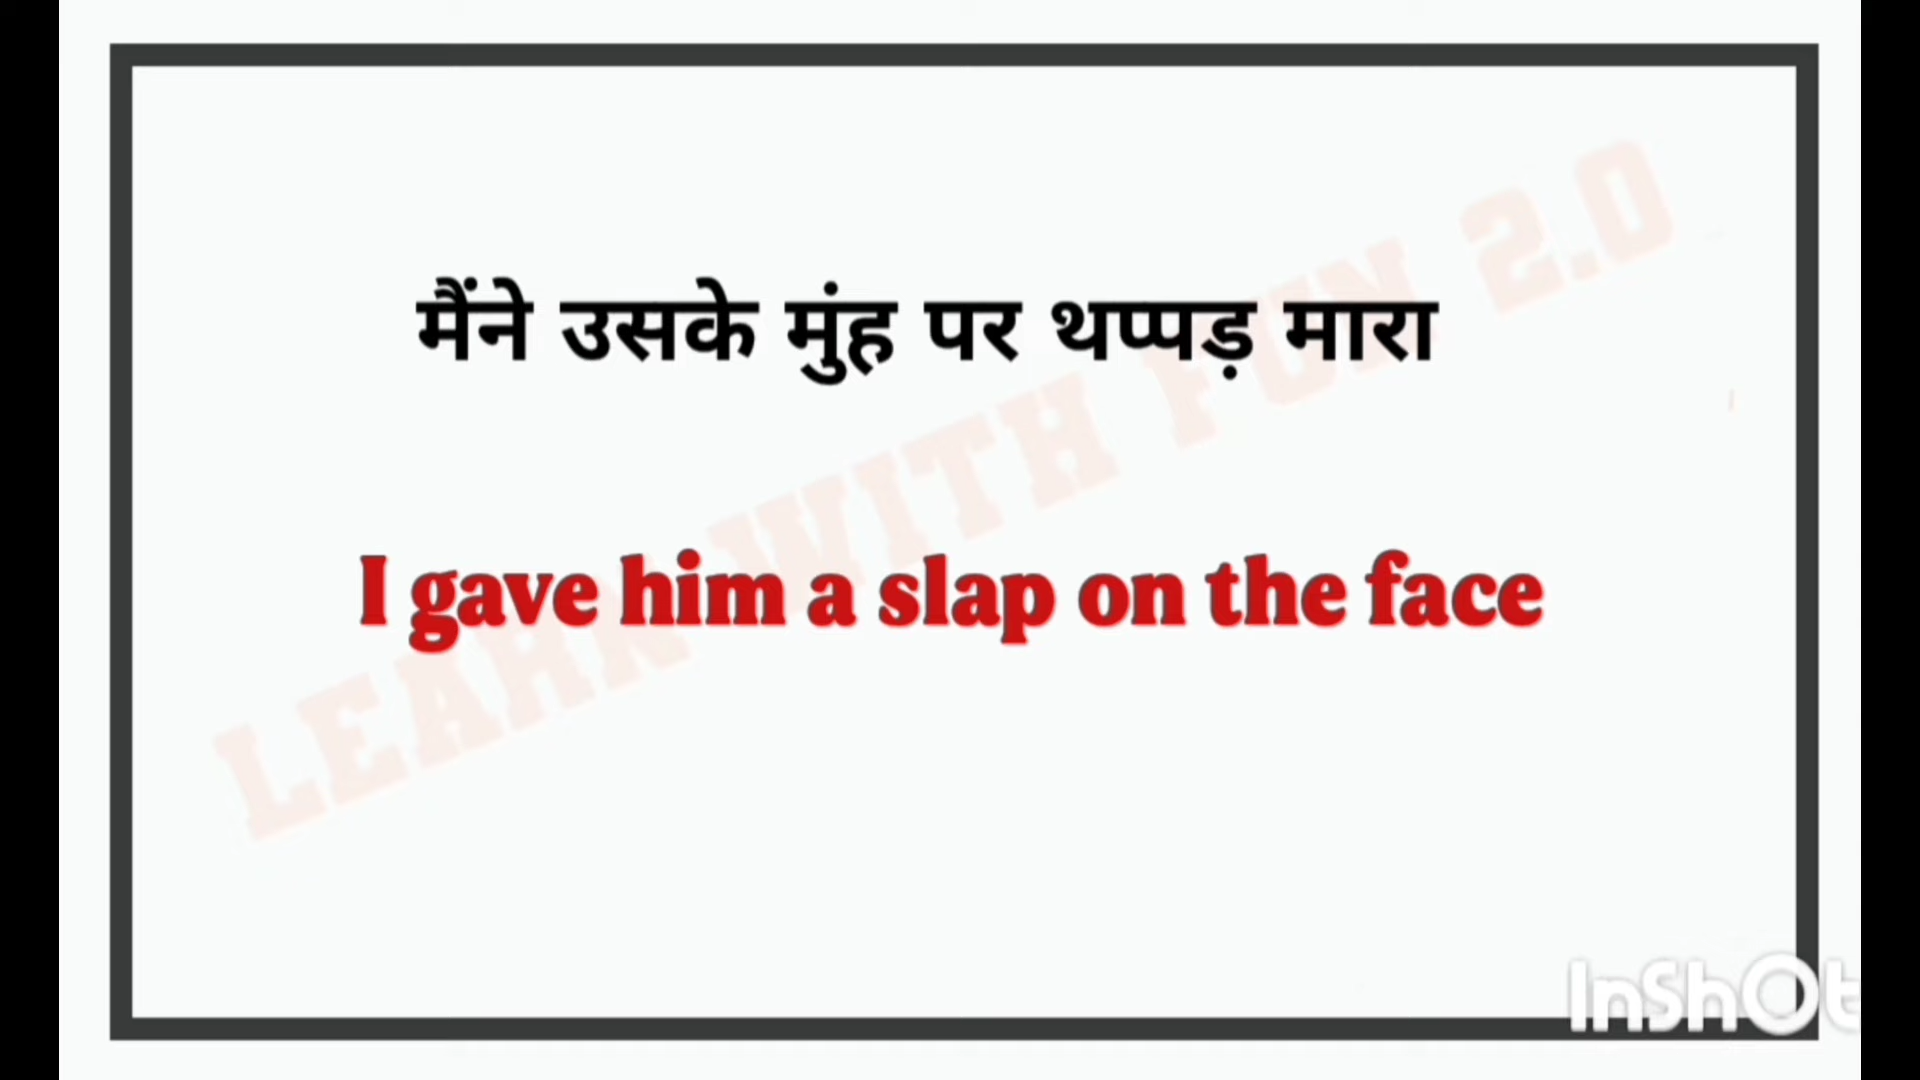 मैंने उसके मुंह पर थप्पड़ मारा
I gave him a slap on the face
LEARN WITH FUN 2.0
InShOt